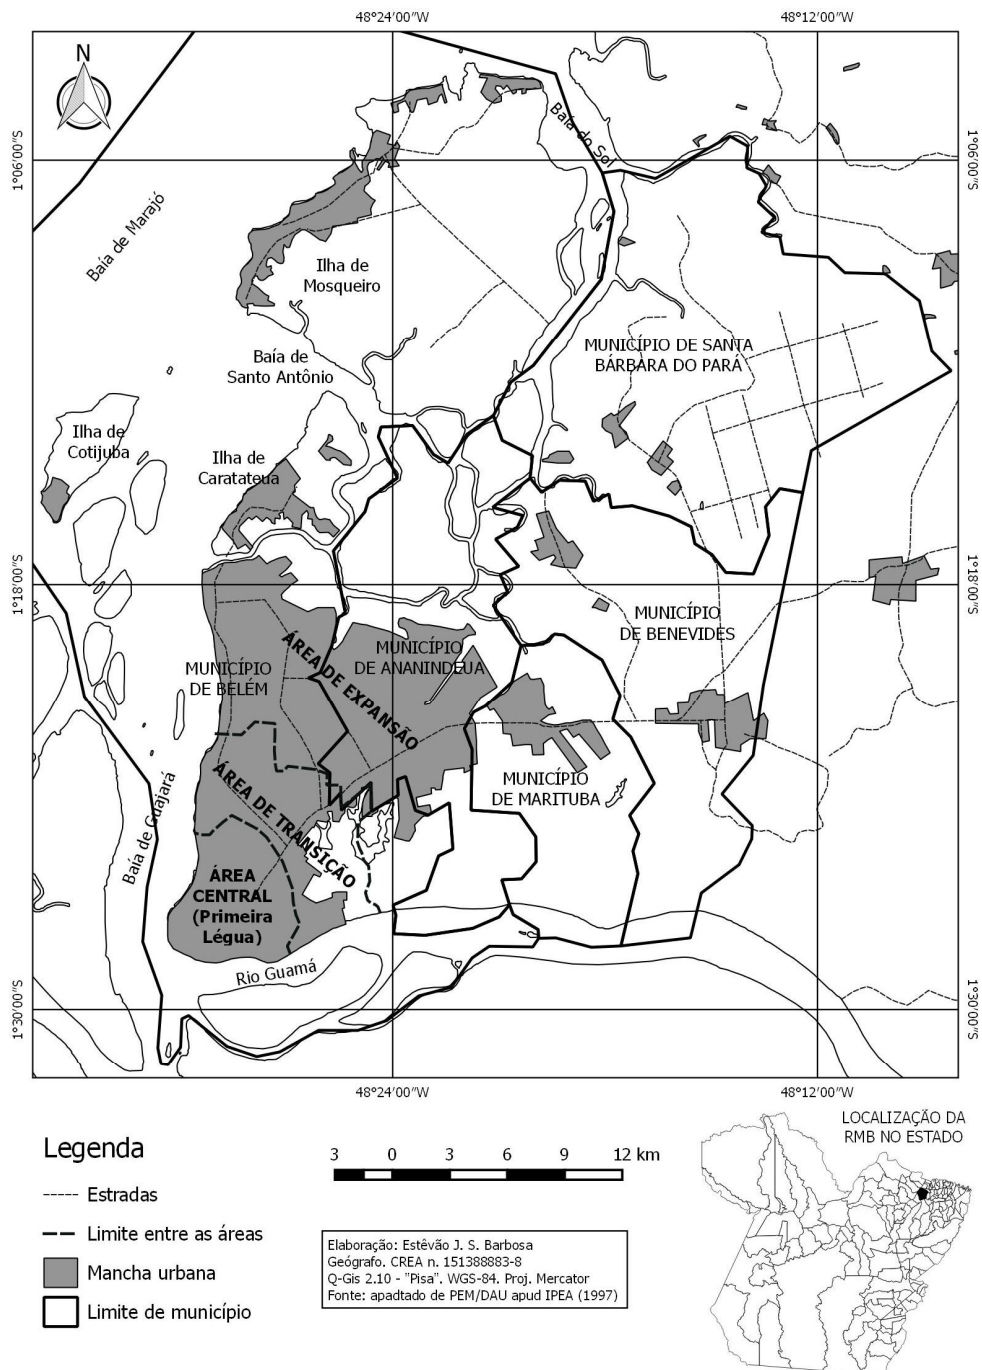 48°24′00″W
48°12′00″W
N
1°06′00″S
1°06′00″S
Baía do Sol
Baía de Marajó
Ilha de
Mosqueiro
MUNICÍPIO DE SANTA
BÁRBARA DO PARÁ
Baía de
Santo Antônio
Ilha de
Cotijuba
Ilha de
Caratateua
1°18′00″S
1°18′00″S
MUNICÍPIO
DE BENEVIDES
MUNICÍPIO
DE ANANINDEUA
MUNICÍPIO
DE BELÉM
ÁREA DE EXPANSÃO
MUNICÍPIO
DE MARITUBA
ÁREA DE TRANSIÇÃO
Baía de Guajará
ÁREA
CENTRAL
(Primeira
Légua)
Rio Guamá
1°30′00″S
1°30′00″S
48°24′00″W
48°12′00″W
Legenda
Estradas
Limite entre as áreas
Mancha urbana
Limite de município
3 0 3 6 9 12 km
Elaboração: Estêvão J. S. Barbosa
Geógrafo. CREA n. 151388883-8
Q-Gis 2.10 - "Pisa". WGS-84. Proj. Mercator
Fonte: apadtado de PEM/DAU apud IPEA (1997)
LOCALIZAÇÃO DA
RMB NO ESTADO